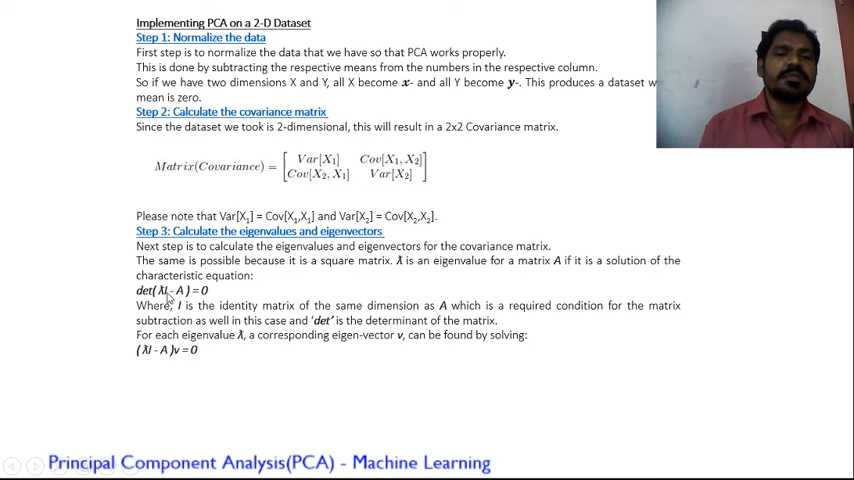 Implementing PCA on a 2-D Dataset
Step 1: Normalize the data
First step is to normalize the data that we have so that PCA works properly.
This is done by subtracting the respective means from the numbers in the respective column.
So if we have two dimensions X and Y, all X become x- and all Y become y-. This produces a dataset
mean is zero.
Step 2: Calculate the covariance matrix
Since the dataset we took is 2-dimensional, this will result in a 2x2 Covariance matrix.
Matrix(Covariance) = [ Var[X₁] Cov[X₁, X₂]
Cov[X₂, X₁] Var[X₂] ]
Please note that Var[X₁] = Cov[X₁,X₁] and Var[X₂] = Cov[X₂,X₂].
Step 3: Calculate the eigenvalues and eigenvectors
Next step is to calculate the eigenvalues and eigenvectors for the covariance matrix.
The same is possible because it is a square matrix. ƛ is an eigenvalue for a matrix A if it is a solution of the
characteristic equation:
det( ƛI - A ) = 0
Where, I is the identity matrix of the same dimension as A which is a required condition for the matrix
subtraction as well in this case and ‘det’ is the determinant of the matrix.
For each eigenvalue ƛ, a corresponding eigen-vector v, can be found by solving:
( ƛI - A )v = 0
Principal Component Analysis(PCA) - Machine Learning